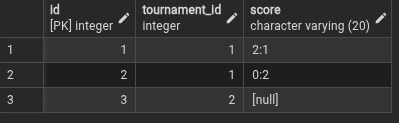 id tournament_id score
[PK] integer integer character varying (20)
1 1 1 2:1
2 2 1 0:2
3 3 2 [null]